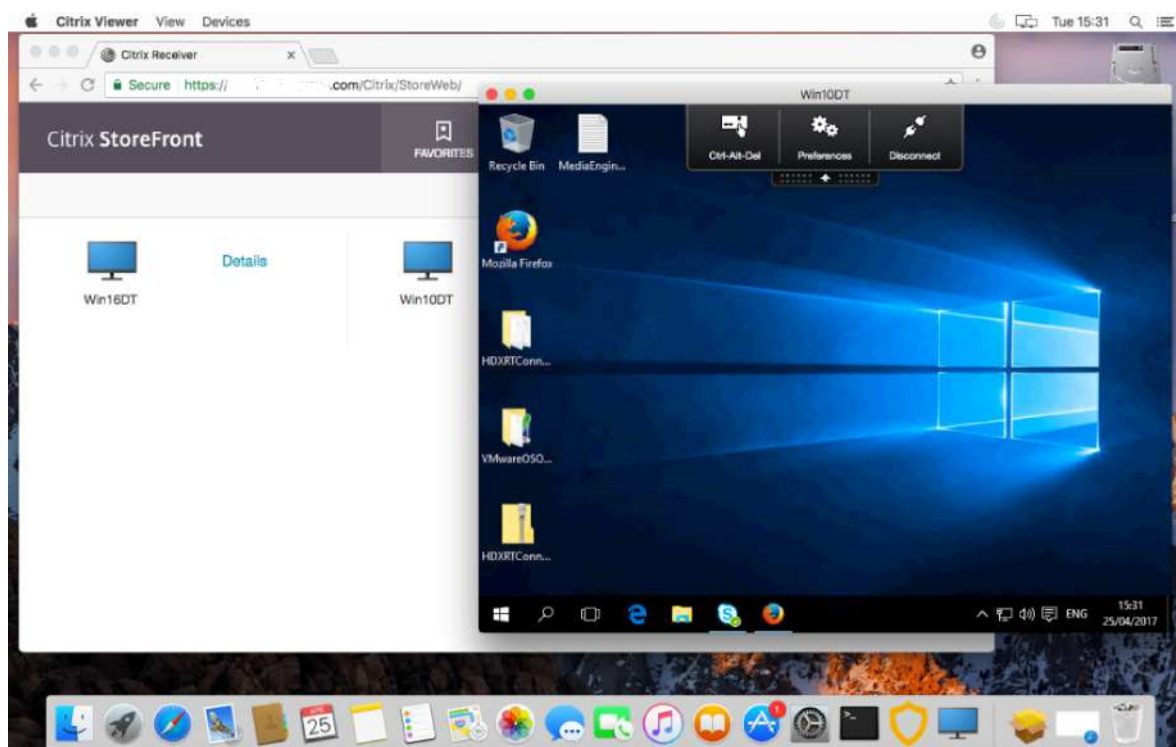 Citrix Viewer View Devices
Tue 15:31
Citrix Receiver
Secure https:// .com/Citrix/StoreWeb/
Win10DT
Citrix StoreFront
FAVORITES
Recycle Bin
MediaEngin...
Ctrl-Alt-Del
Preferences
Disconnect
Mozilla Firefox
Win16DT
Details
Win10DT
HDXRTConn...
VMwareOSO...
HDXRTConn...
ENG
15:31
25/04/2017
APR
25
1